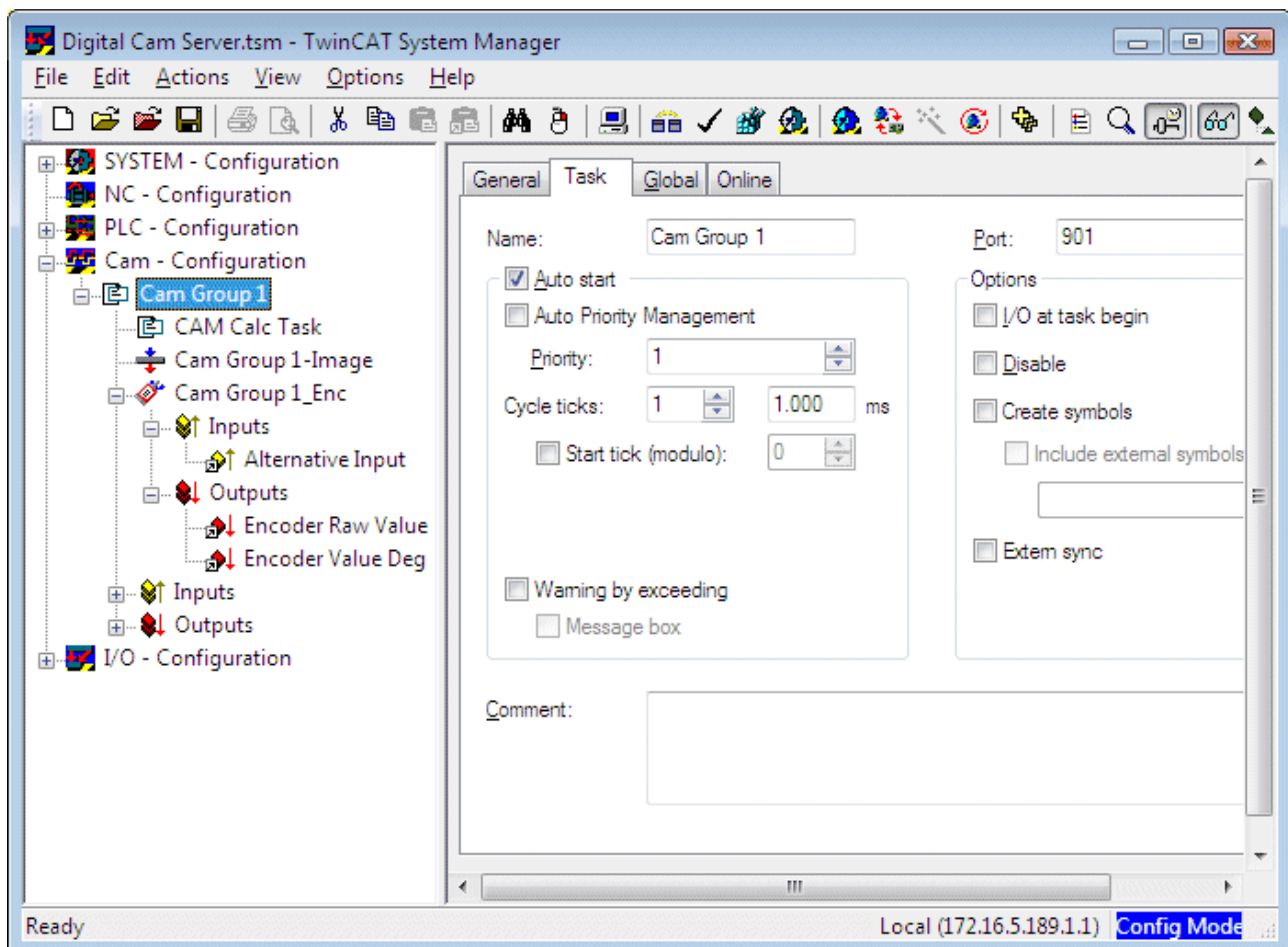 Digital Cam Server.tsm - TwinCAT System Manager
File Edit Actions View Options Help
SYSTEM - Configuration
NC - Configuration
PLC - Configuration
Cam - Configuration
Cam Group 1
CAM Calc Task
Cam Group 1-Image
Cam Group 1_Enc
Inputs
Alternative Input
Outputs
Encoder Raw Value
Encoder Value Deg
Inputs
Outputs
I/O - Configuration
General Task Global Online
Name: Cam Group 1 Port: 901
Auto start
Auto Priority Management
Priority: 1
Cycle ticks: 1 1.000 ms
Start tick (modulo): 0
Warning by exceeding
Message box
Options
I/O at task begin
Disable
Create symbols
Include external symbols
Extern sync
Comment:
Ready Local (172.16.5.189.1.1) Config Mode